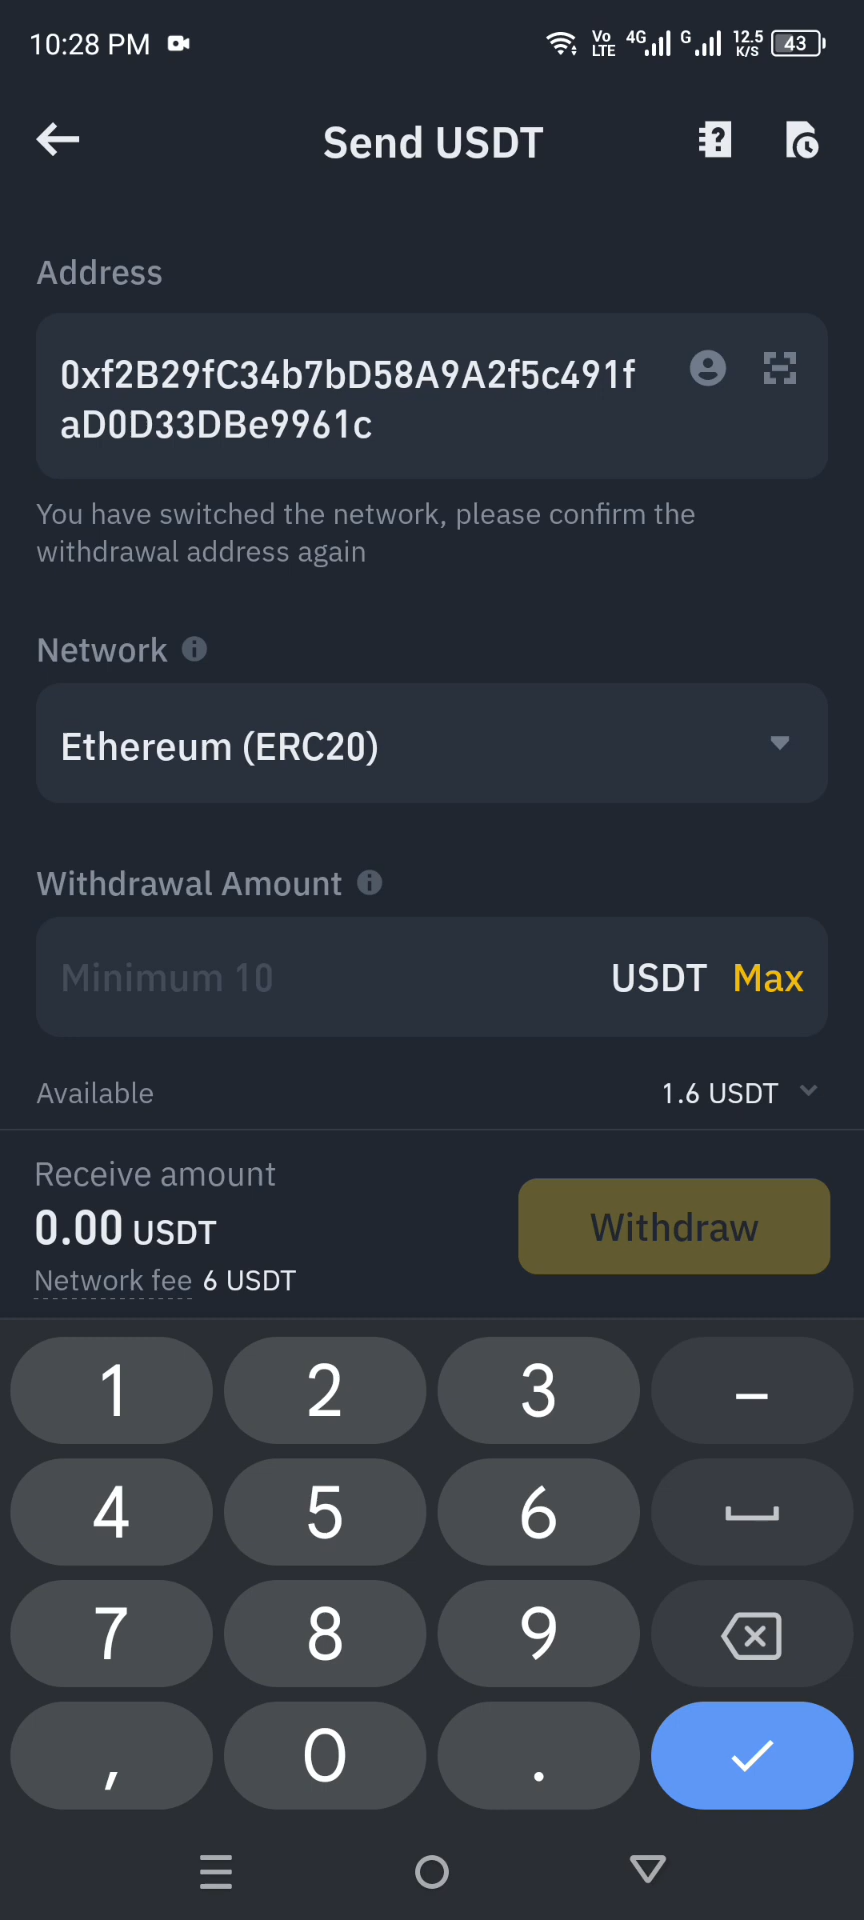 10:28 PM
Vo LTE 4G G 12.5 K/S 43
Send USDT
Address
0xf2B29fC34b7bD58A9A2f5c491f
aD0D33DBe9961c
You have switched the network, please confirm the
withdrawal address again
Network
Ethereum (ERC20)
Withdrawal Amount
Minimum 10 USDT Max
Available 1.6 USDT
Receive amount
0.00 USDT
Withdraw
Network fee 6 USDT
1 2 3 –
4 5 6
7 8 9
, 0 .